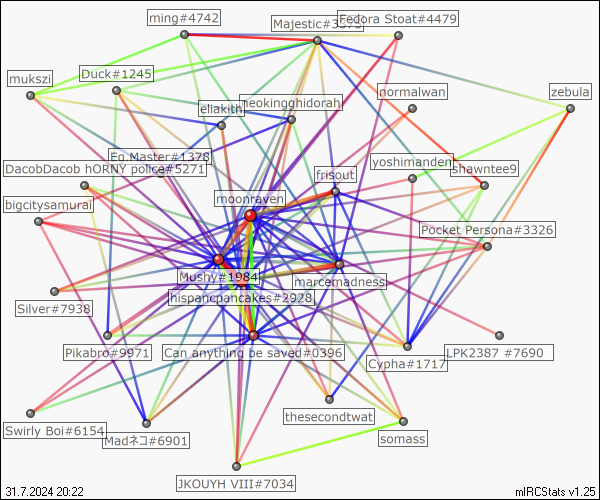 ming#4742
Fedora Stoat#4479
Majestic#3373
mukszi
Duck#1245
normalwan
zebula
eliakith
neokingghidorah
Eg.Master#1378
DacobDacob hORNY police#5271
yoshimanden
shawntee9
frisout
moonraven
bigcitysamurai
Pocket Persona#3326
Mushy#1984
marcemadness
hispancpancakes#2928
Silver#7938
Pikabro#9971
Can anything be saved#0396
Cypha#1717
LPK2387 #7690
thesecondtwat
Swirly Boi#6154
Madネコ#6901
somass
JKOUYH VIII#7034
31.7.2024 20:22
mIRCStats v1.25